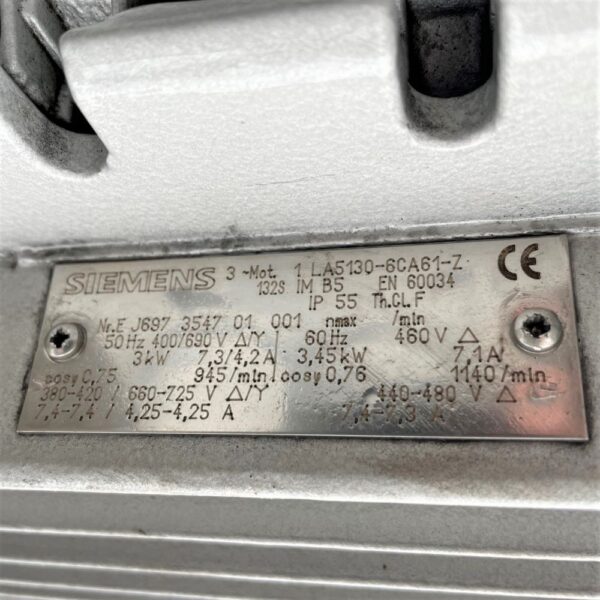 SIEMENS 3~Mot. 1 LA5130-6CA61-Z CE
132S IM B5 EN 60034
IP 55 Th.Cl.F
Nr.E J697 3547 01 001 nmax /min
50 Hz 400/690 V Δ/Y 60 Hz 460 V Δ
3 kW 7,3/4,2 A 3,45 kW 7,1 A
cosφ 0,75 945/min cosφ 0,76 1140/min
380-420 / 660-725 V Δ/Y 440-480 V Δ
7,4-7,4 / 4,25-4,25 A 7,4-7,3 A